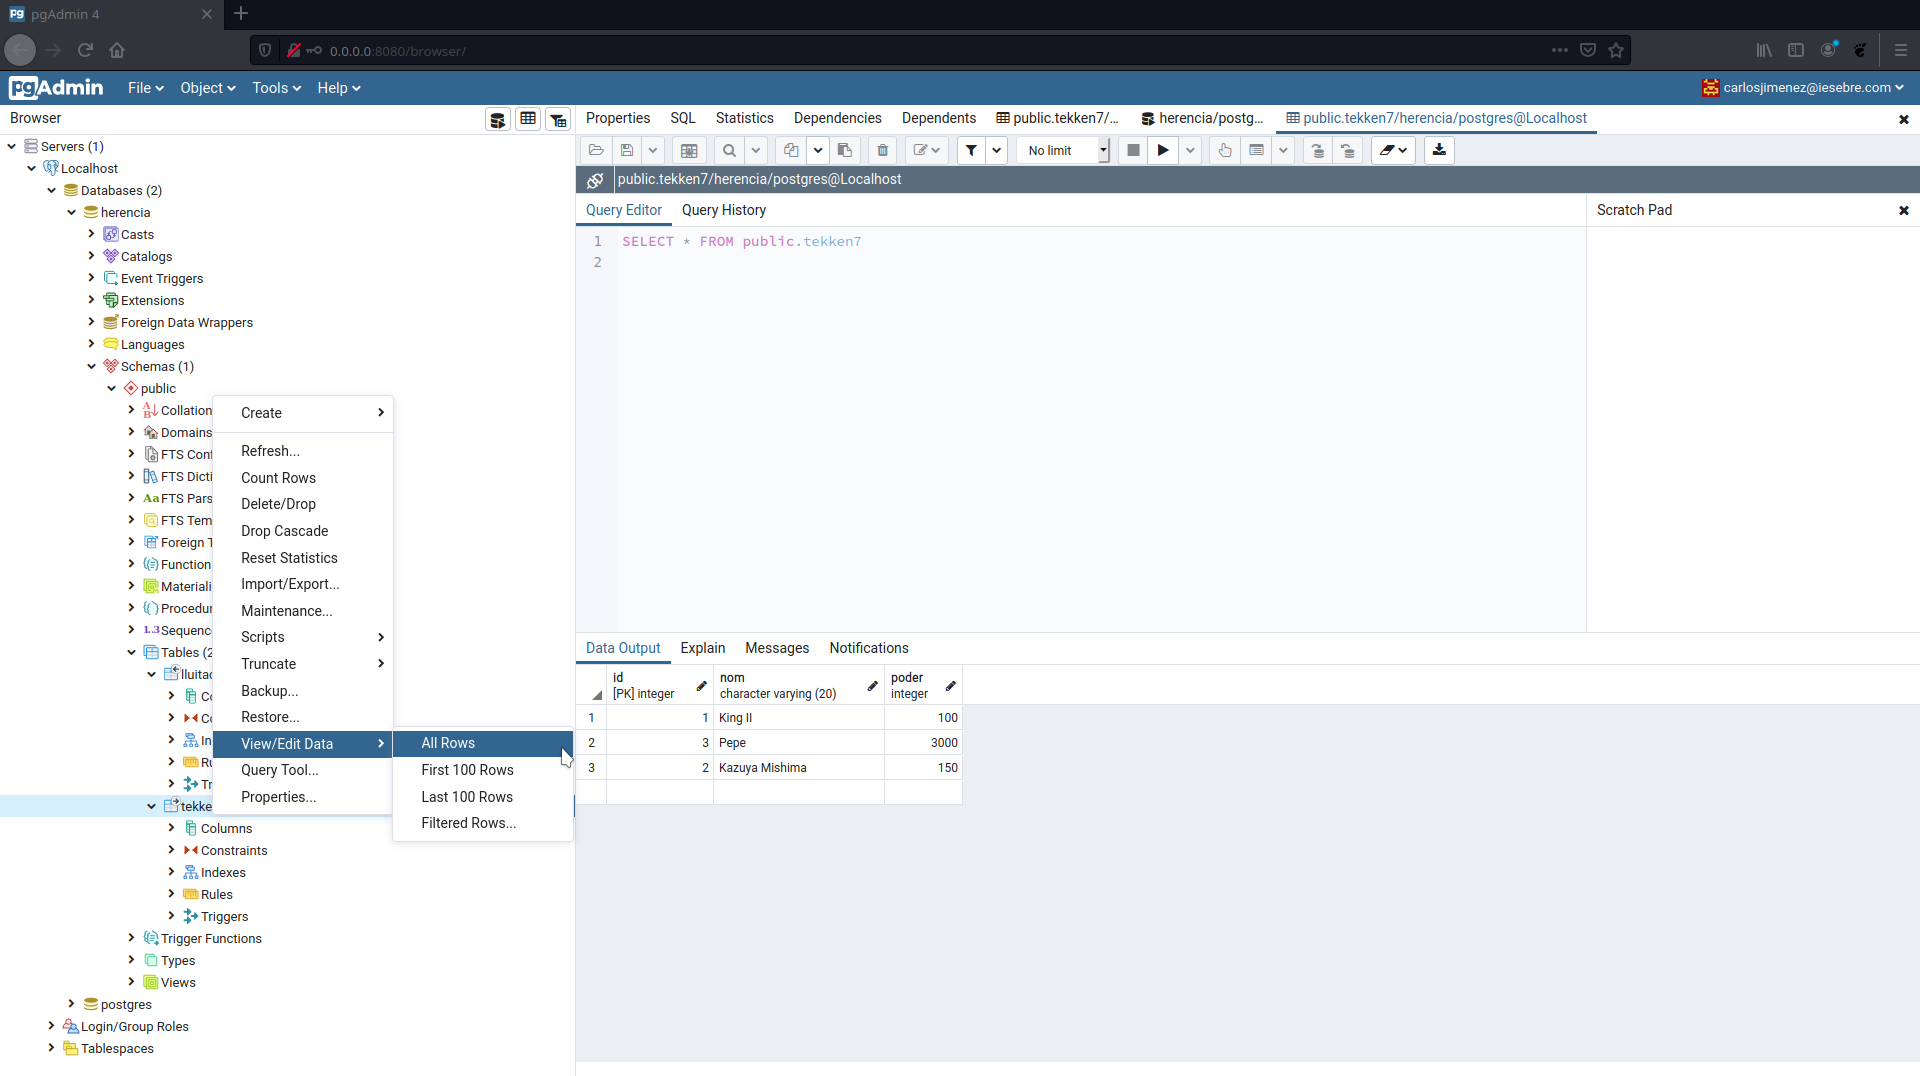 pgAdmin 4
0.0.0.0:8080/browser/
pgAdmin
File
Object
Tools
Help
carlosjimenez@iesebre.com
Browser
Properties
SQL
Statistics
Dependencies
Dependents
public.tekken7/...
herencia/postg...
public.tekken7/herencia/postgres@Localhost
No limit
public.tekken7/herencia/postgres@Localhost
Query Editor
Query History
Scratch Pad
1 SELECT * FROM public.tekken7
2
Servers (1)
Localhost
Databases (2)
herencia
Casts
Catalogs
Event Triggers
Extensions
Foreign Data Wrappers
Languages
Schemas (1)
public
Collation
Domains
FTS Conf
FTS Dicti
FTS Pars
FTS Tem
Foreign T
Function
Materiali
Procedur
1..3 Sequenc
Tables (2
lluita
Co
Co
In
Ru
Tr
tekke
Columns
Constraints
Indexes
Rules
Triggers
Trigger Functions
Types
Views
postgres
Login/Group Roles
Tablespaces
Create
Refresh...
Count Rows
Delete/Drop
Drop Cascade
Reset Statistics
Import/Export...
Maintenance...
Scripts
Truncate
Backup...
Restore...
View/Edit Data
Query Tool...
Properties...
All Rows
First 100 Rows
Last 100 Rows
Filtered Rows...
Data Output
Explain
Messages
Notifications
id
[PK] integer
nom
character varying (20)
poder
integer
1 1 King II 100
2 3 Pepe 3000
3 2 Kazuya Mishima 150